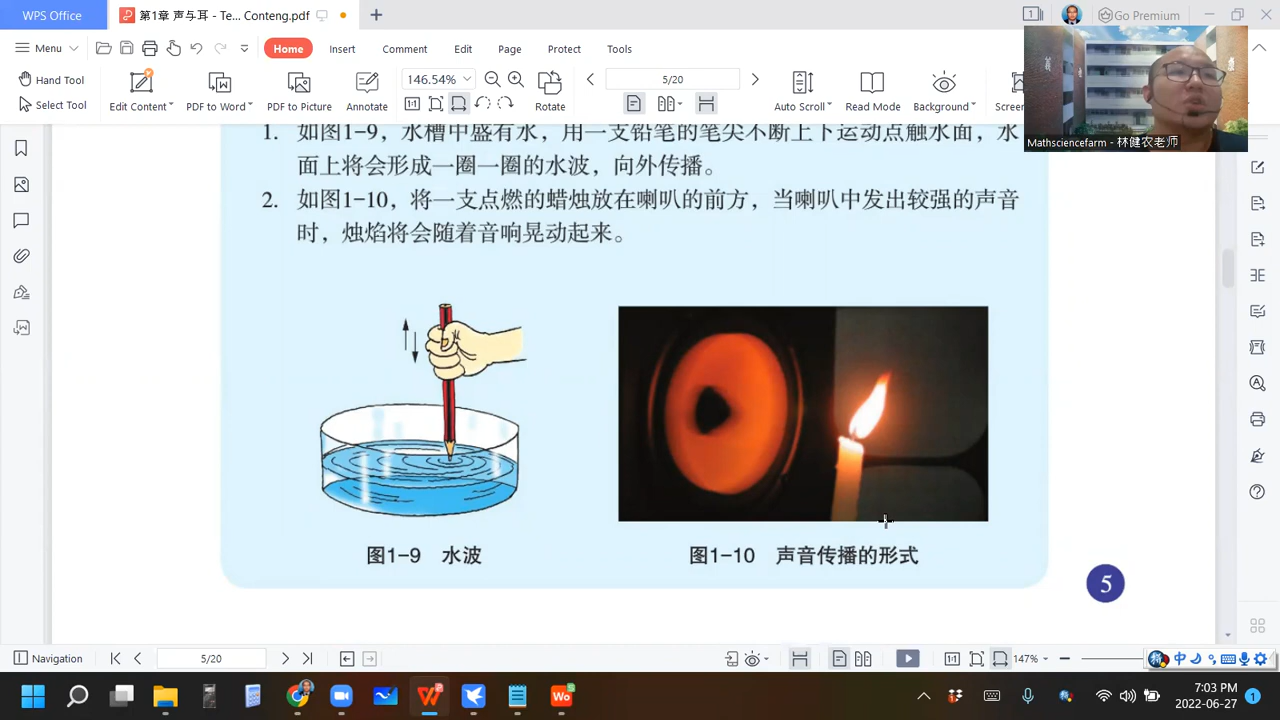 WPS Office
第1章 声与耳 - Te... Conteng.pdf
1
Go Premium
Menu
Home
Insert
Comment
Edit
Page
Protect
Tools
Hand Tool
Select Tool
Edit Content
PDF to Word
PDF to Picture
Annotate
146.54%
Rotate
5/20
Auto Scroll
Read Mode
Background
Screen
Mathsciencefarm - 林健农老师
1. 如图1-9，水槽中盛有水，用一支铅笔的笔尖不断上下运动点触水面，水
面上将会形成一圈一圈的水波，向外传播。
2. 如图1-10，将一支点燃的蜡烛放在喇叭的前方，当喇叭中发出较强的声音
时，烛焰将会随着音响晃动起来。
图1-9 水波
图1-10 声音传播的形式
5
Navigation
5/20
147%
中
7:03 PM
2022-06-27